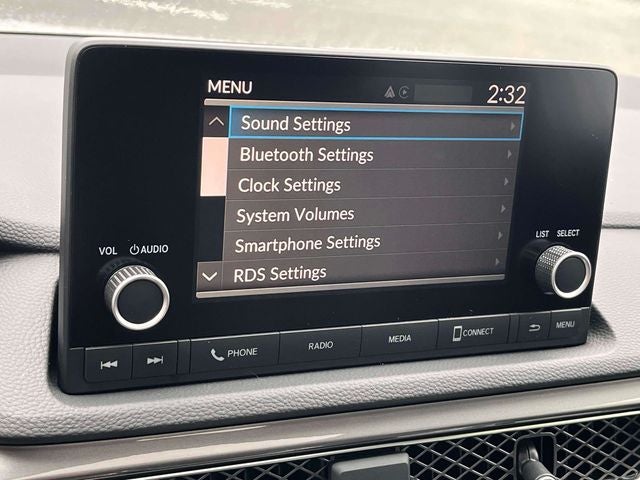 MENU 2:32
Sound Settings
Bluetooth Settings
Clock Settings
System Volumes
Smartphone Settings
RDS Settings
VOL AUDIO
LIST SELECT
PHONE RADIO MEDIA CONNECT MENU